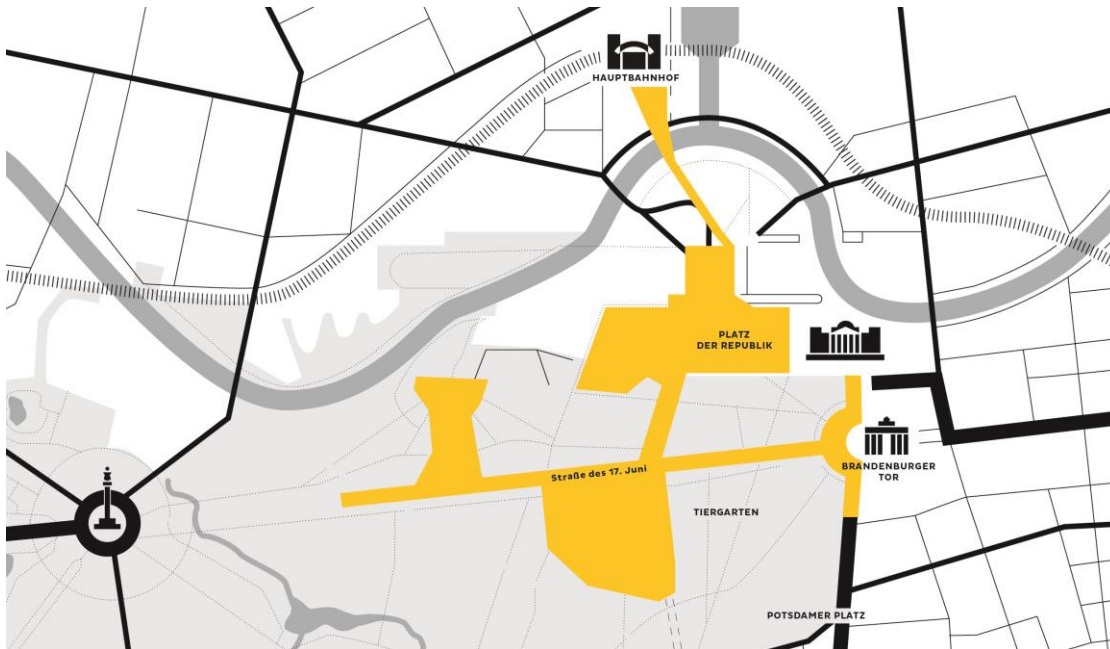 HAUPTBAHNHOF
PLATZ
DER REPUBLIK
BRANDENBURGER
TOR
Straße des 17. Juni
TIERGARTEN
POTSDAMER PLATZ